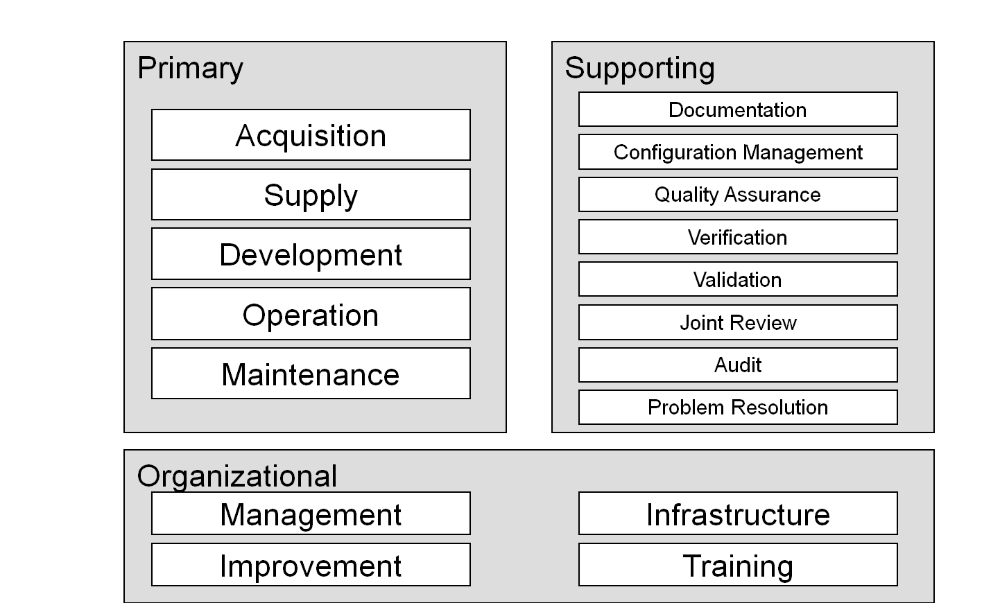 Primary
Acquisition
Supply
Development
Operation
Maintenance
Supporting
Documentation
Configuration Management
Quality Assurance
Verification
Validation
Joint Review
Audit
Problem Resolution
Organizational
Management
Infrastructure
Improvement
Training